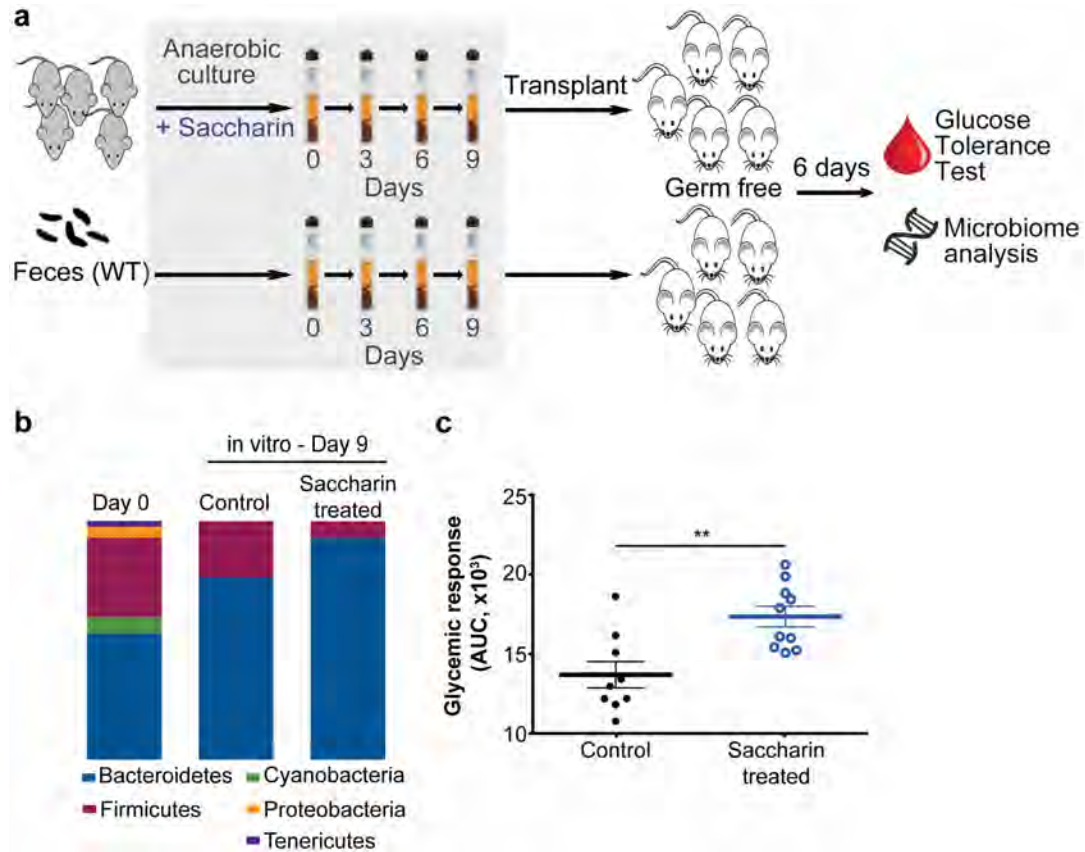 a
Anaerobic
culture
+ Saccharin
0 3 6 9
Days
Transplant
Germ free
6 days
Glucose
Tolerance
Test
Microbiome
analysis
Feces (WT)
0 3 6 9
Days
b
in vitro - Day 9
Day 0
Control
Saccharin
treated
Bacteroidetes
Firmicutes
Cyanobacteria
Proteobacteria
Tenericutes
c
Glycemic response
(AUC, x10³)
25
20
15
10
**
Control
Saccharin
treated